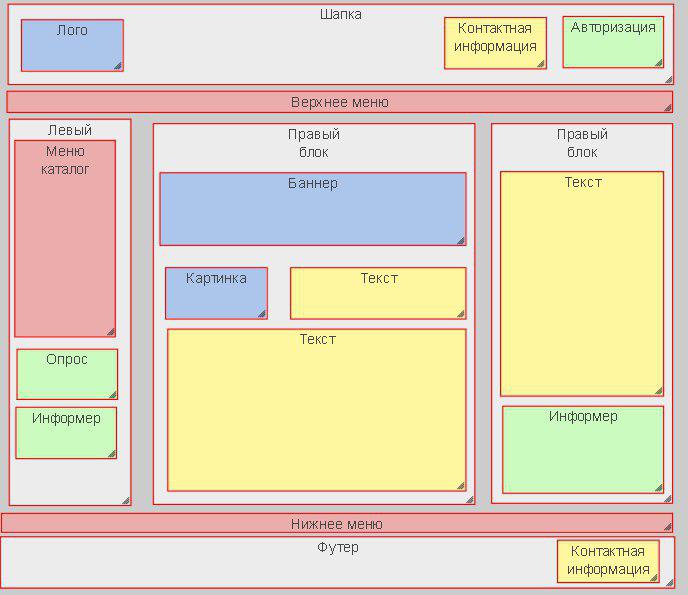 Шапка
Лого
Контактная
информация
Авторизация
Верхнее меню
Левый
Меню
каталог
Опрос
Информер
Правый
блок
Баннер
Картинка
Текст
Текст
Правый
блок
Текст
Информер
Нижнее меню
Футер
Контактная
информация